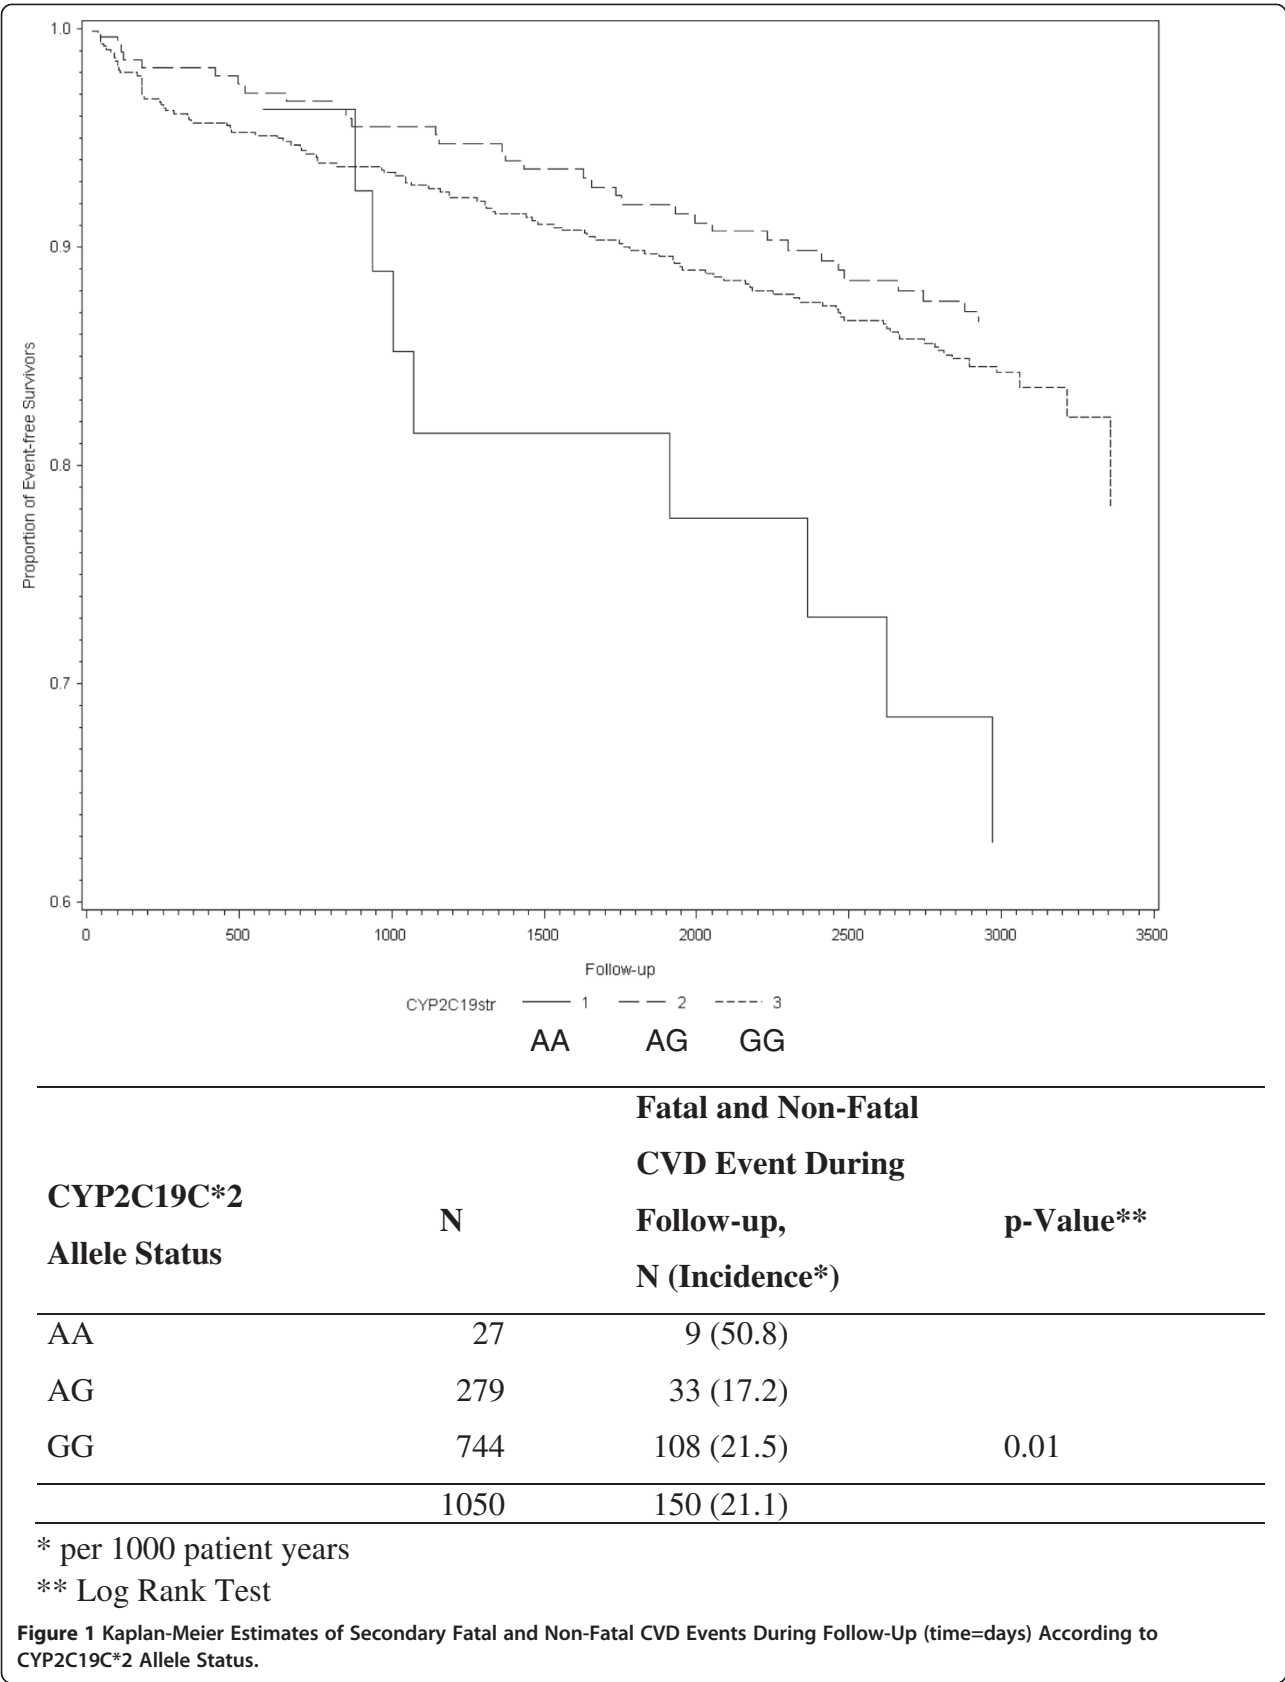 1.0
0.9
0.8
0.7
0.6
Proportion of Event-free Survivors
0 500 1000 1500 2000 2500 3000 3500
Follow-up
CYP2C19str 1 2 3
AA AG GG
CYP2C19C*2 Allele Status N Fatal and Non-Fatal CVD Event During Follow-up, N (Incidence*) p-Value**
AA 27 9 (50.8)
AG 279 33 (17.2)
GG 744 108 (21.5) 0.01
1050 150 (21.1)
* per 1000 patient years
** Log Rank Test
Figure 1 Kaplan-Meier Estimates of Secondary Fatal and Non-Fatal CVD Events During Follow-Up (time=days) According to
CYP2C19C*2 Allele Status.